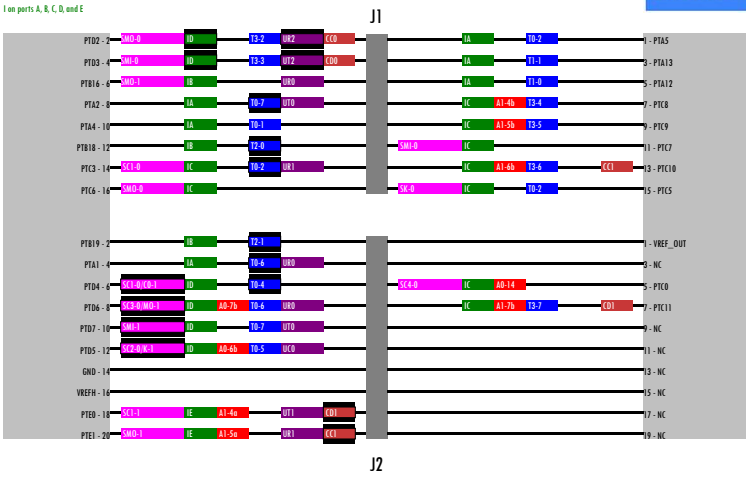 I on ports A, B, C, D, and E
J1
PTD2 - 2 SMO-0 ID T3-2 UR2 CC0 IA T0-2 1 - PTA5
PTD3 - 4 SMI-0 ID T3-3 UT2 CD0 IA T1-1 3 - PTA13
PTB16 - 6 SMO-1 IB UR0 IA T1-0 5 - PTA12
PTA2 - 8 IA T0-7 UT0 IC A1-4b T3-4 7 - PTC8
PTA4 - 10 IA T0-1 IC A1-5b T3-5 9 - PTC9
PTB18 - 12 IB T2-0 SMI-0 IC 11 - PTC7
PTC3 - 14 SC1-0 IC T0-2 UR1 IC A1-6b T3-6 CC1 13 - PTC10
PTC6 - 16 SMO-0 IC SK-0 IC T0-2 15 - PTC5
PTB19 - 2 IB T2-1 1 - VREF_OUT
PTA1 - 4 IA T0-6 UR0 3 - NC
PTD4 - 6 SC1-0/C0-1 ID T0-4 SC4-0 IC A0-14 5 - PTC0
PTD6 - 8 SC3-0/MO-1 ID A0-7b T0-6 UR0 IC A1-7b T3-7 CD1 7 - PTC11
PTD7 - 10 SMI-1 ID T0-7 UT0 9 - NC
PTD5 - 12 SC2-0/K-1 ID A0-6b T0-5 UC0 11 - NC
GND - 14 13 - NC
VREFH - 16 15 - NC
PTE0 - 18 SC1-1 IE A1-4a UT1 CD1 17 - NC
PTE1 - 20 SMO-1 IE A1-5a UR1 CC1 19 - NC
J2